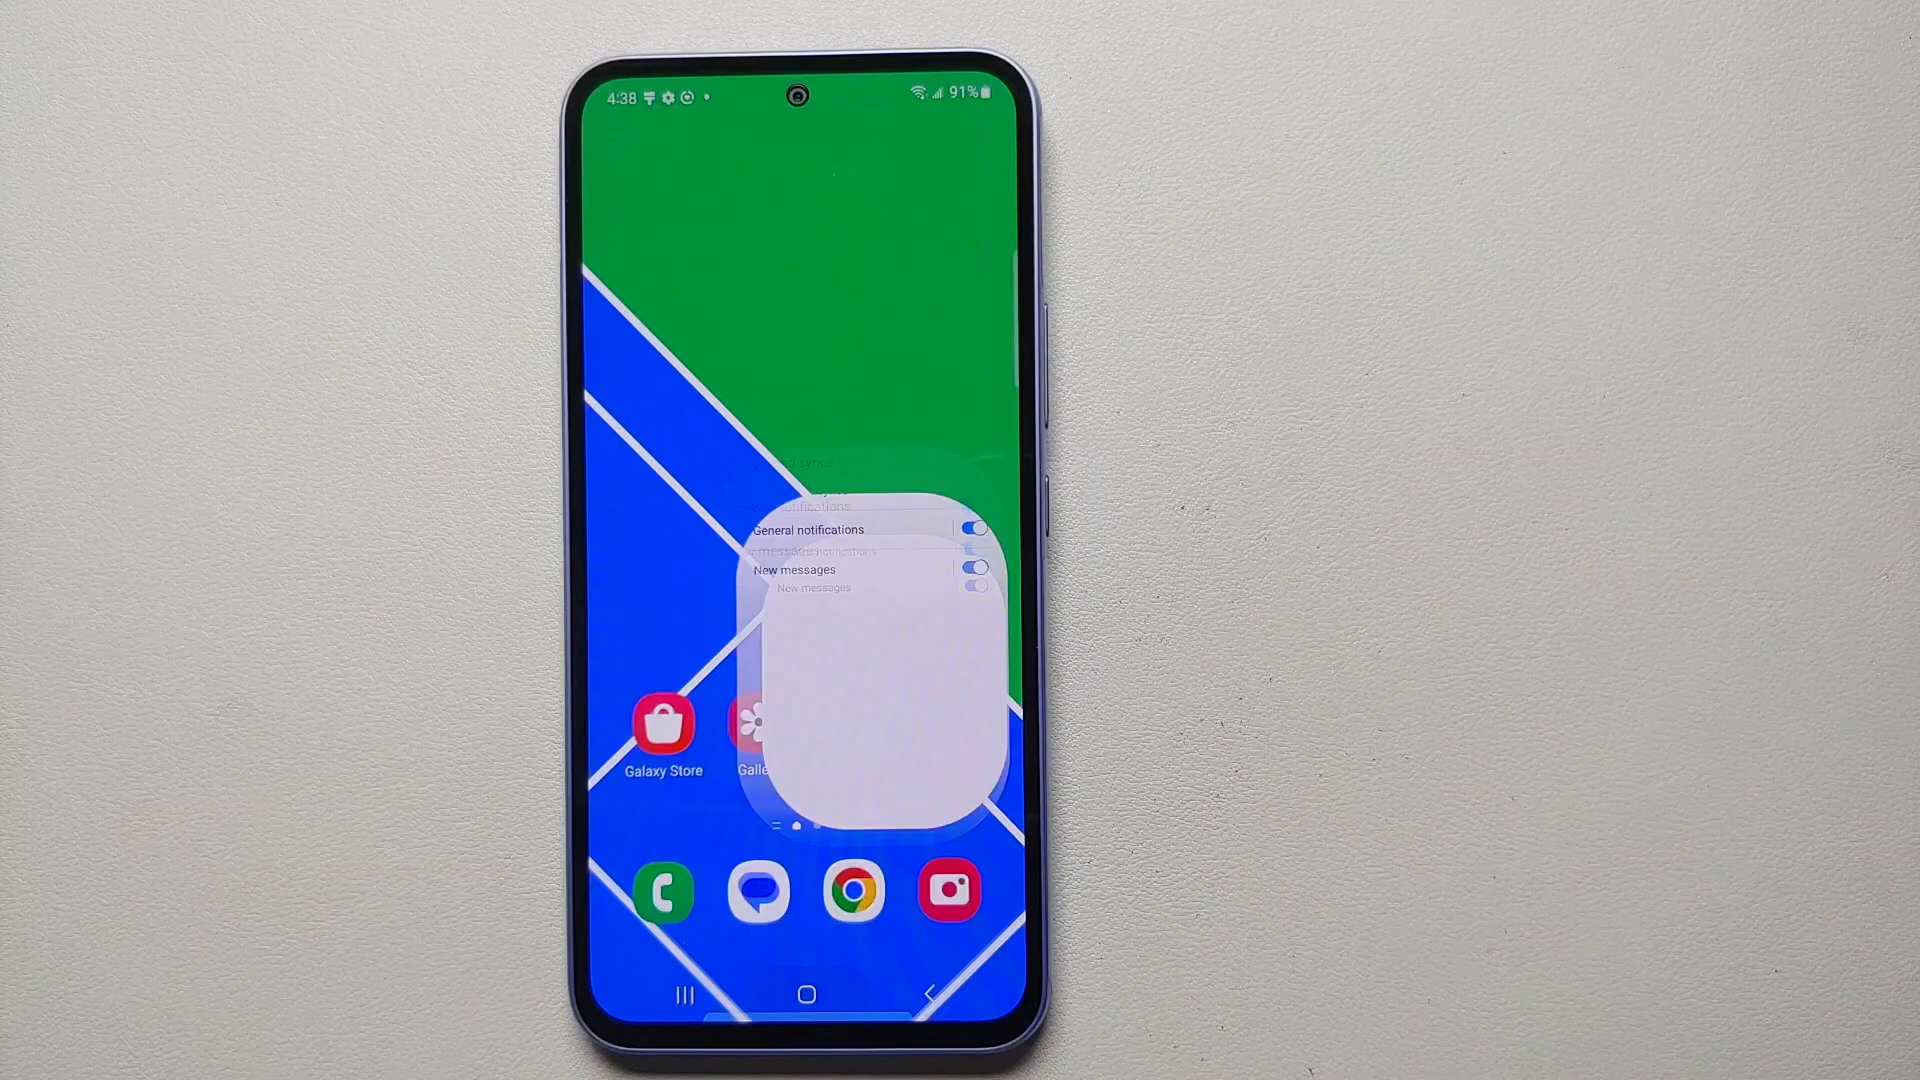 4:38 91%
General notifications
New messages
New messages
Galaxy Store
Galle